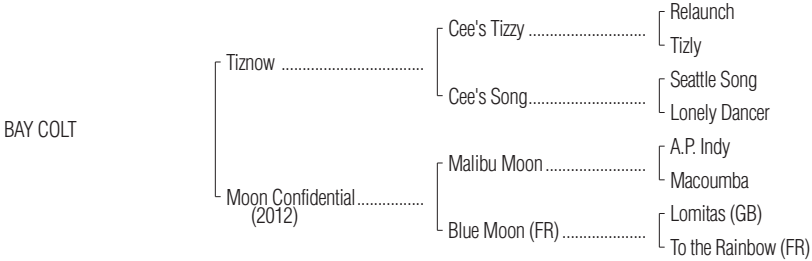 Relaunch
Cee's Tizzy ..............................
Tizly
Tiznow ....................................
Seattle Song
Cee's Song..............................
Lonely Dancer
BAY COLT
A.P. Indy
Malibu Moon..........................
Macoumba
Moon Confidential.................
(2012)
Lomitas (GB)
Blue Moon (FR) .....................
To the Rainbow (FR)